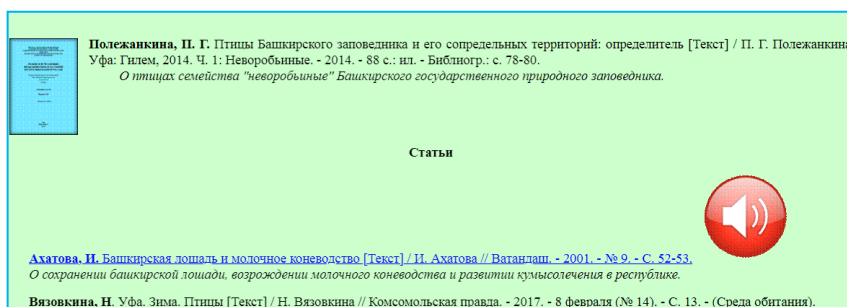 Полежанкина, П. Г. Птицы Башкирского заповедника и его сопредельных территорий: определитель [Текст] / П. Г. Полежанкина
Уфа: Гилем, 2014. Ч. 1: Неворобьиные. - 2014. - 88 с.: ил. - Библиогр.: с. 78-80.
О птицах семейства "неворобьиные" Башкирского государственного природного заповедника.
Статьи
Ахатова, И. Башкирская лошадь и молочное коневодство [Текст] / И. Ахатова // Ватандаш. - 2001. - № 9. - С. 52-53.
О сохранении башкирской лошади, возрождении молочного коневодства и развитии кумысолечения в республике.
Вязовкина, Н. Уфа. Зима. Птицы [Текст] / Н. Вязовкина // Комсомольская правда. - 2017. - 8 февраля (№ 14). - С. 13. - (Среда обитания).